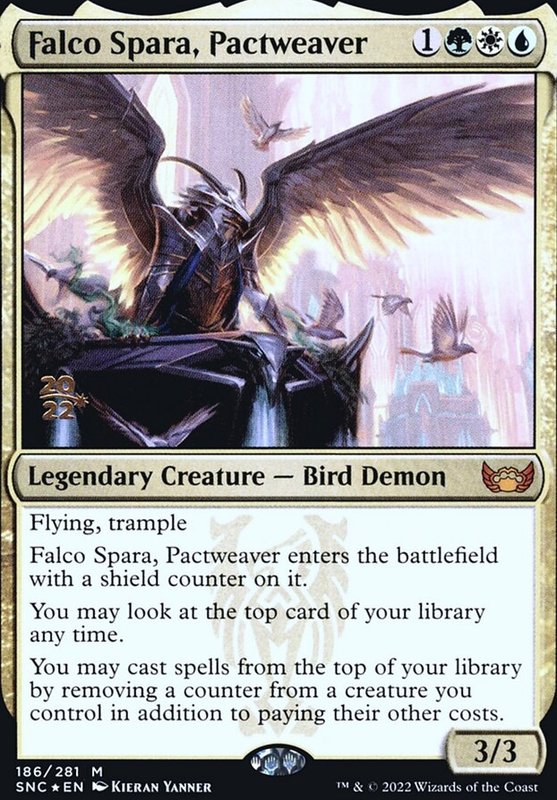 Falco Spara, Pactweaver 1
20
22
Legendary Creature — Bird Demon
Flying, trample
Falco Spara, Pactweaver enters the battlefield
with a shield counter on it.
You may look at the top card of your library
any time.
You may cast spells from the top of your library
by removing a counter from a creature you
control in addition to paying their other costs.
3/3
186/281 M
SNC★EN Kieran Yanner
™ & © 2022 Wizards of the Coast